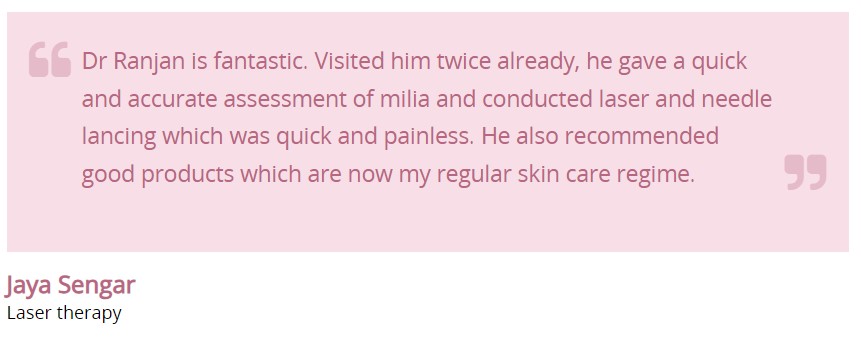 Dr Ranjan is fantastic. Visited him twice already, he gave a quick
and accurate assessment of milia and conducted laser and needle
lancing which was quick and painless. He also recommended
good products which are now my regular skin care regime.
Jaya Sengar
Laser therapy